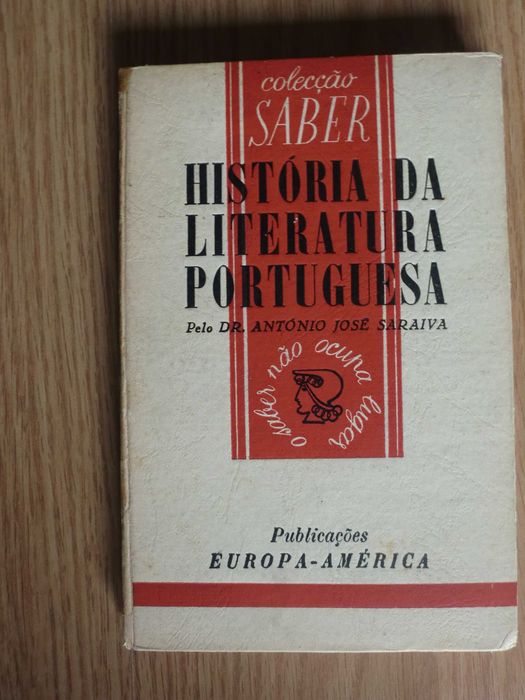 colecção
SABER
HISTÓRIA DA
LITERATURA
PORTUGUESA
Pelo DR. ANTÓNIO JOSÉ SARAIVA
o saber não ocupa lugar
Publicações
EUROPA-AMÉRICA